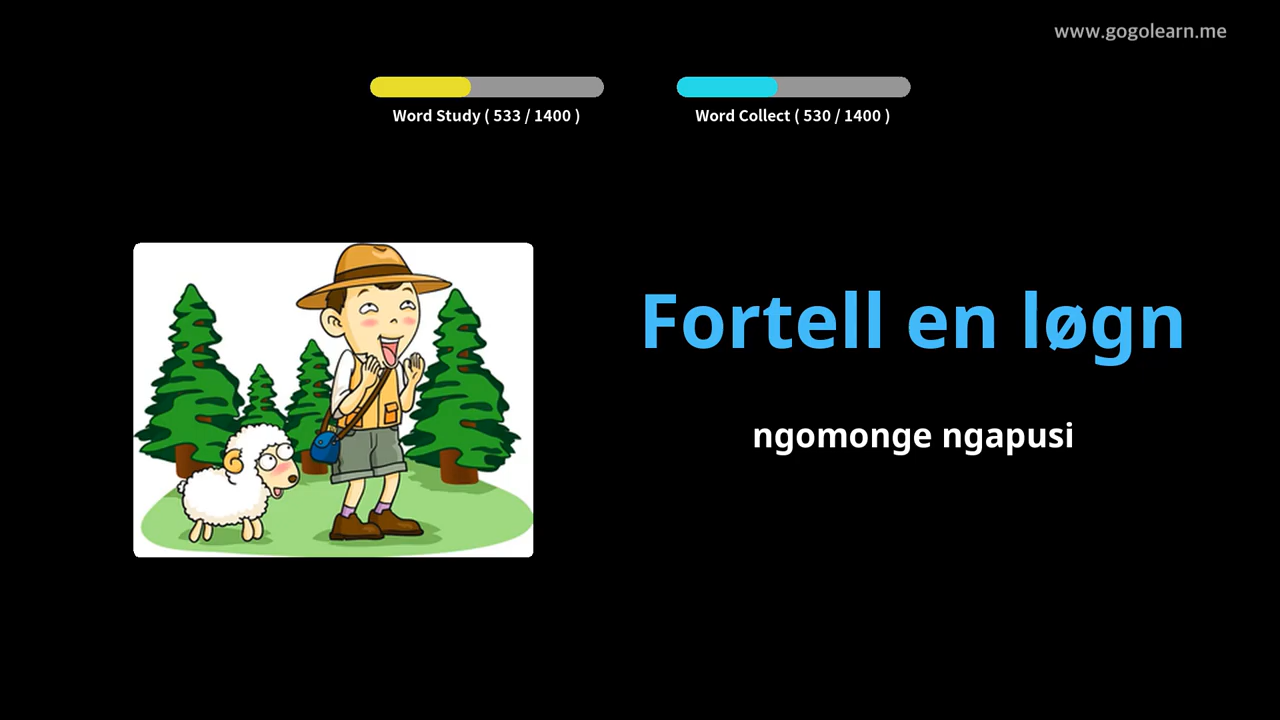 www.gogolearn.me
Word Study ( 533 / 1400 )
Word Collect ( 530 / 1400 )
Fortell en løgn
ngomonge ngapusi